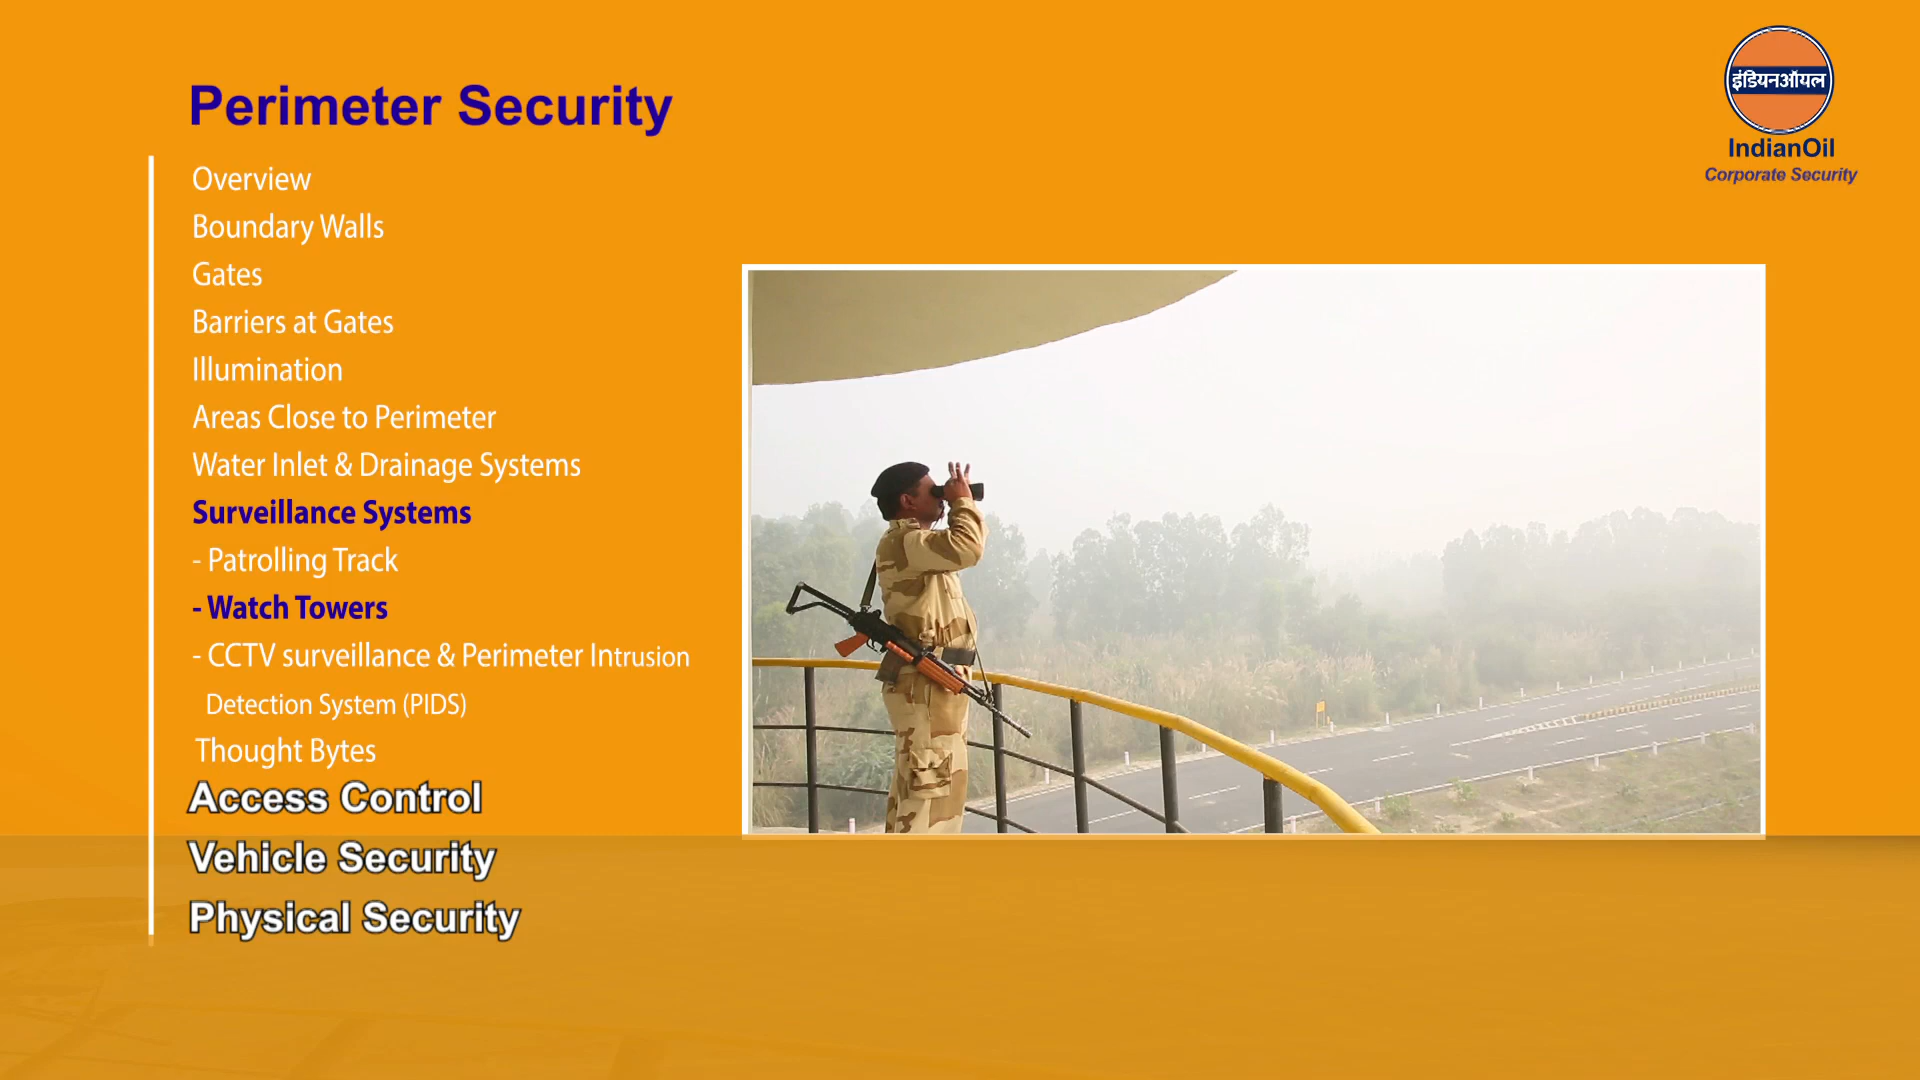 Perimeter Security
Overview
Boundary Walls
Gates
Barriers at Gates
Illumination
Areas Close to Perimeter
Water Inlet & Drainage Systems
Surveillance Systems
- Patrolling Track
- Watch Towers
- CCTV surveillance & Perimeter Intrusion
Detection System (PIDS)
Thought Bytes
Access Control
Vehicle Security
Physical Security
इंडियनऑयल
IndianOil
Corporate Security